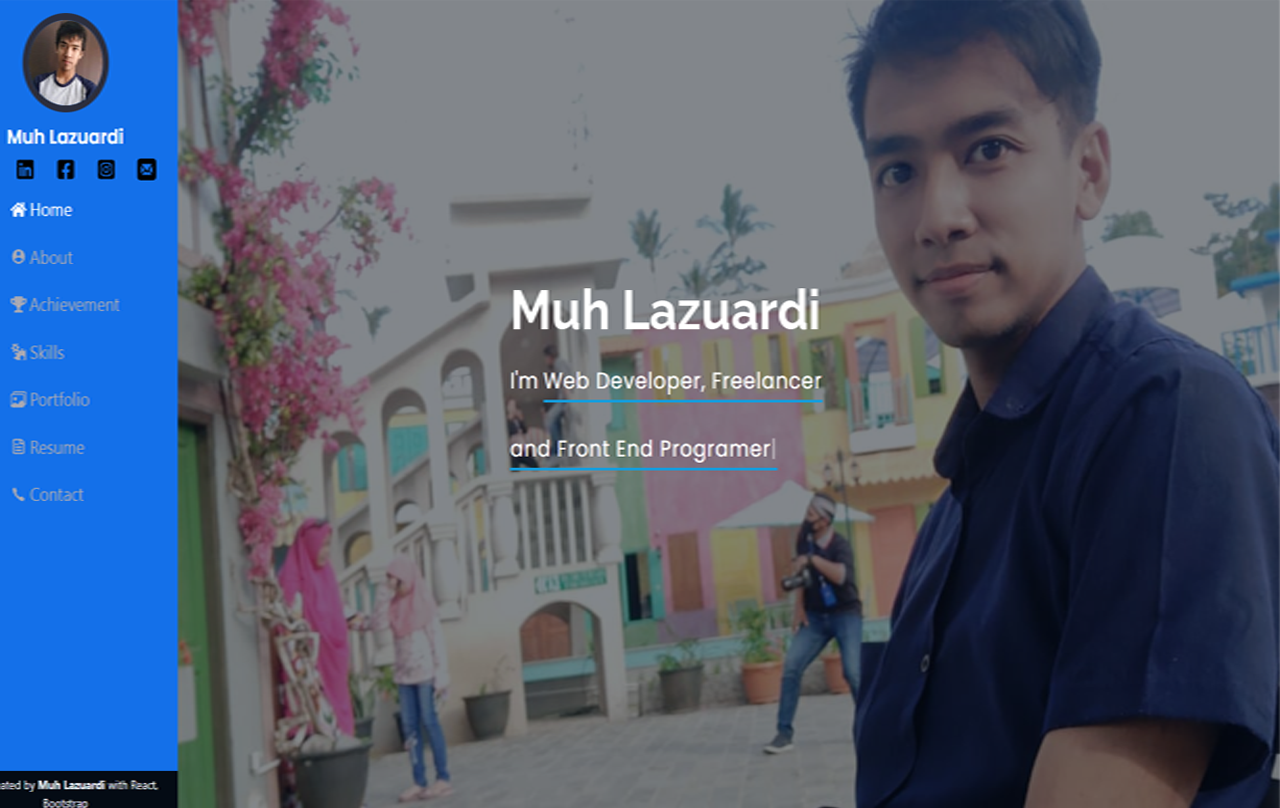 Muh Lazuardi
Home
About
Achievement
Skills
Portfolio
Resume
Contact
ated by Muh Lazuardi with React,
Bootstrap
Muh Lazuardi
I'm Web Developer, Freelancer
and Front End Programer|